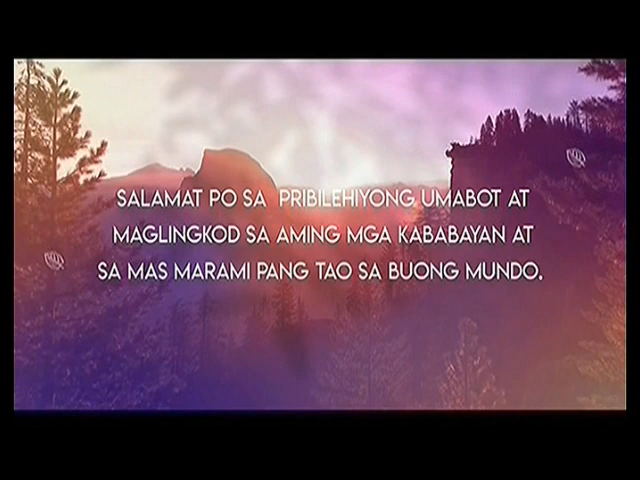 SALAMAT PO SA PRIBILEHIYONG UMABOT AT
MAGLINGKOD SA AMING MGA KABABAYAN AT
SA MAS MARAMI PANG TAO SA BUONG MUNDO.